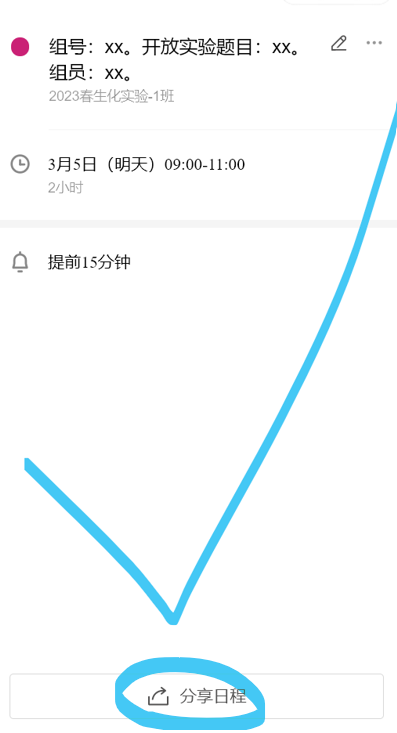 组号：xx。开放实验题目：xx。
组员：xx。
2023春生化实验-1班
3月5日（明天）09:00-11:00
2小时
提前15分钟
分享日程